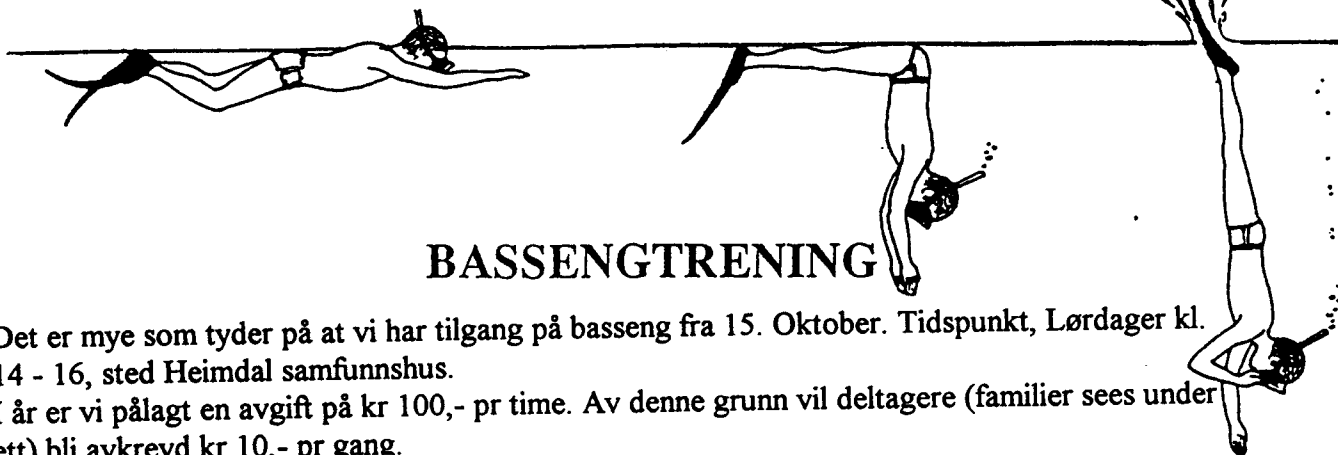 BASSENGTRENING
Det er mye som tyder på at vi har tilgang på basseng fra 15. Oktober. Tidspunkt, Lørdager kl.
14 - 16, sted Heimdal samfunnshus.
I år er vi pålagt en avgift på kr 100,- pr time. Av denne grunn vil deltagere (familier sees under
ett) bli avkrevd kr 10,- pr gang.